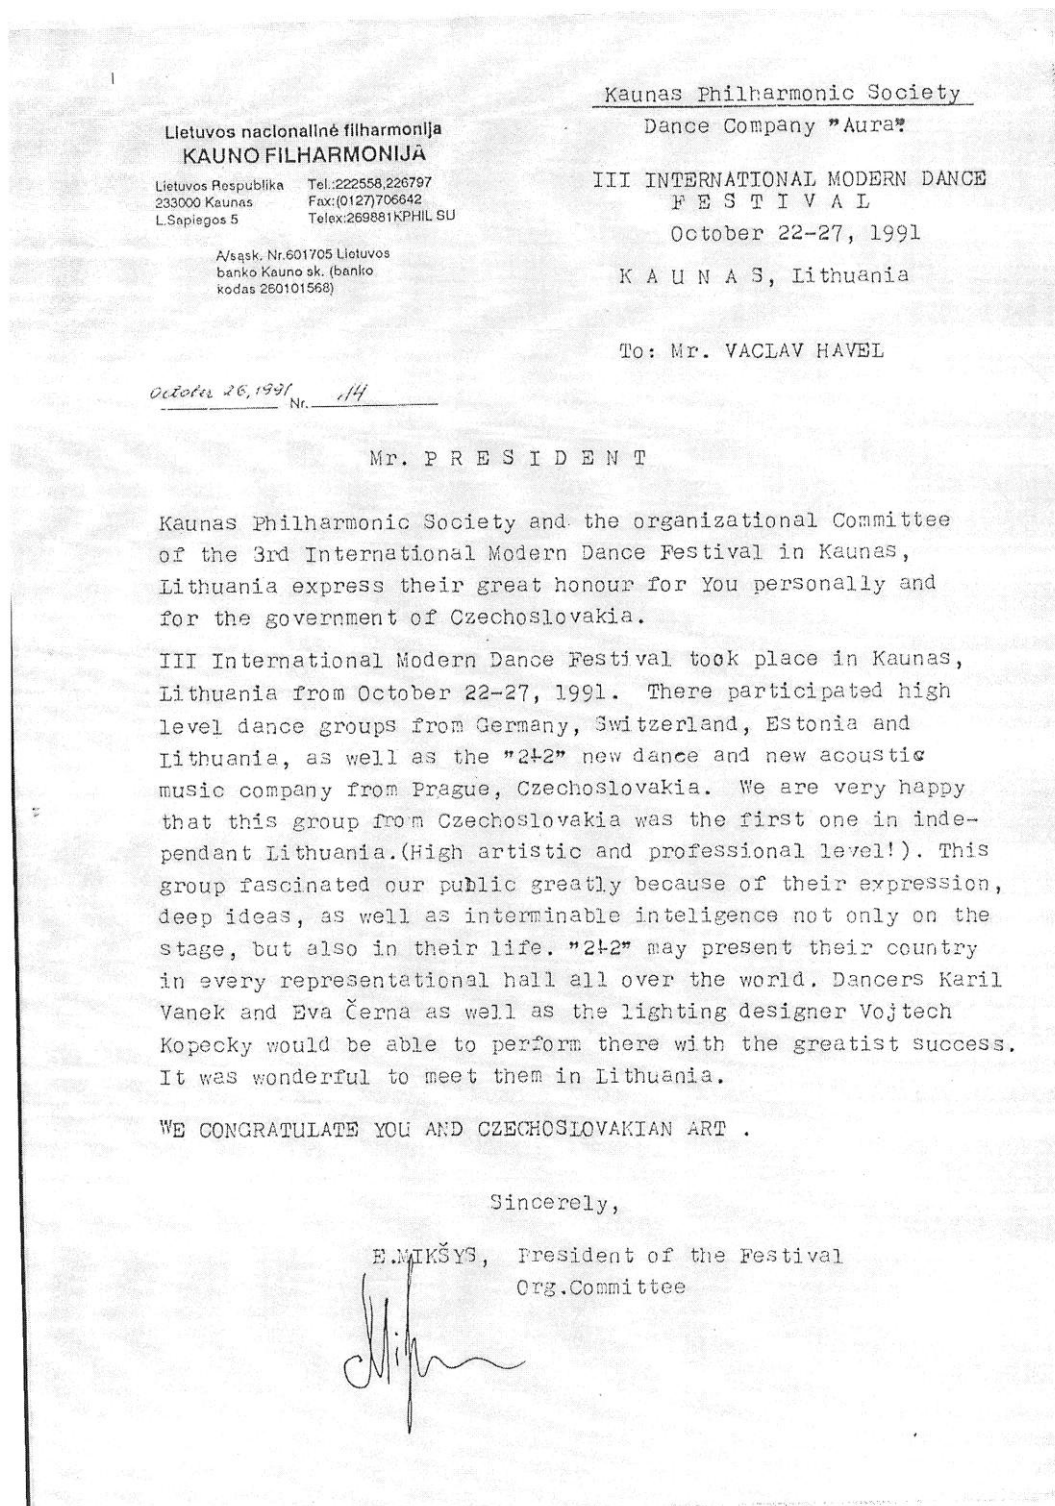 Lietuvos nacionalinė filharmonija
KAUNO FILHARMONIJA
Lietuvos Respublika Tel.:222558,226797
233000 Kaunas Fax:(0127)706642
L.Sapiegos 5 Telex:269881KPHIL SU
A/sąsk. Nr.601705 Lietuvos
banko Kauno sk. (banko
kodas 260101568)
Kaunas Philharmonic Society
Dance Company "Aura".
III INTERNATIONAL MODERN DANCE
F E S T I V A L
October 22-27, 1991
K A U N A S, Lithuania
To: Mr. VACLAV HAVEL
October 26, 1991 Nr. 14
Mr. P R E S I D E N T
Kaunas Philharmonic Society and the organizational Committee
of the 3rd International Modern Dance Festival in Kaunas,
Lithuania express their great honour for You personally and
for the government of Czechoslovakia.
III International Modern Dance Festival took place in Kaunas,
Lithuania from October 22-27, 1991. There participated high
level dance groups from Germany, Switzerland, Estonia and
Lithuania, as well as the "2+2" new dance and new acoustic
music company from Prague, Czechoslovakia. We are very happy
that this group from Czechoslovakia was the first one in inde-
pendant Lithuania.(High artistic and professional level!). This
group fascinated our public greatly because of their expression,
deep ideas, as well as interminable inteligence not only on the
stage, but also in their life. "2+2" may present their country
in every representational hall all over the world. Dancers Karil
Vanek and Eva Černa as well as the lighting designer Vojtech
Kopecky would be able to perform there with the greatist success.
It was wonderful to meet them in Lithuania.
WE CONGRATULATE YOU AND CZECHOSLOVAKIAN ART .
Sincerely,
E.MIKŠYS, President of the Festival
Org.Committee